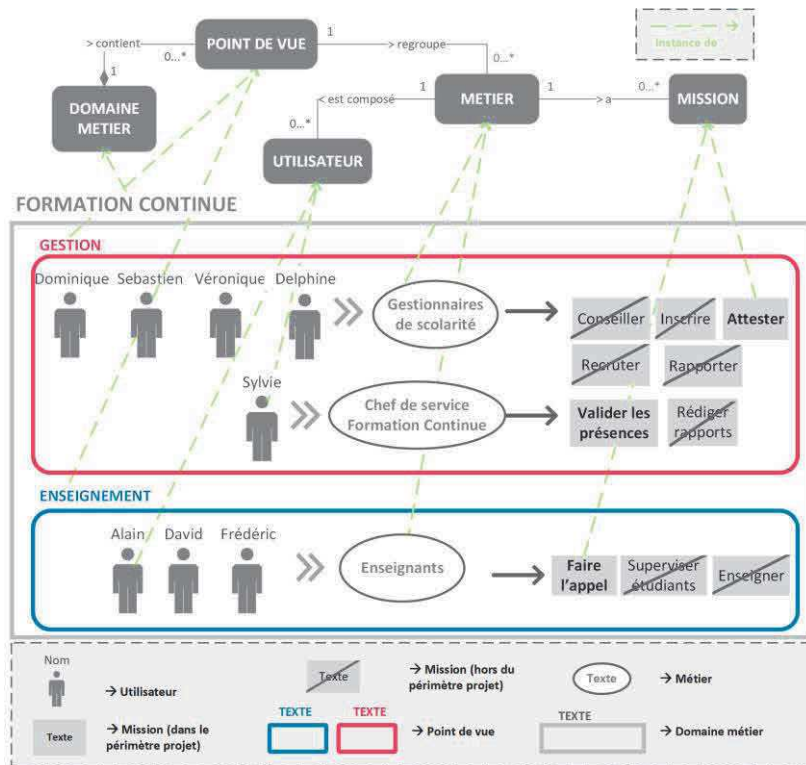 POINT DE VUE
1
1
> contient
> regroupe
Instance de
0...*
0...*
1
DOMAINE
METIER
METIER
MISSION
< est composé
1
1
> a
0...*
0...*
UTILISATEUR
FORMATION CONTINUE
GESTION
Dominique
Sebastien
Véronique
Delphine
Gestionnaires
de scolarité
Conseiller
Inscrire
Attester
Recruter
Rapporter
Sylvie
Chef de service
Formation Continue
Valider les
présences
Rédiger
rapports
ENSEIGNEMENT
Alain
David
Frédéric
Enseignants
Faire
l'appel
Superviser
étudiants
Enseigner
Nom
→ Utilisateur
Texte
→ Mission (hors du
périmètre projet)
Texte
→ Métier
Texte
→ Mission (dans le
périmètre projet)
TEXTE
TEXTE
→ Point de vue
TEXTE
→ Domaine métier